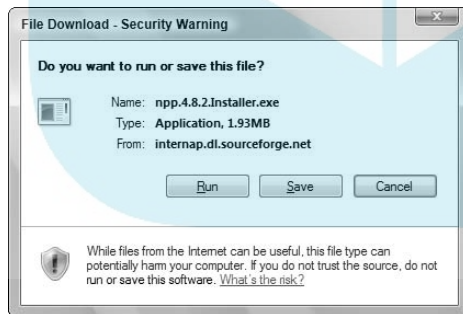 File Download - Security Warning
Do you want to run or save this file?
Name: npp.4.8.2.Installer.exe
Type: Application, 1.93MB
From: internap.dl.sourceforge.net
Run Save Cancel
While files from the Internet can be useful, this file type can
potentially harm your computer. If you do not trust the source, do not
run or save this software. What's the risk?